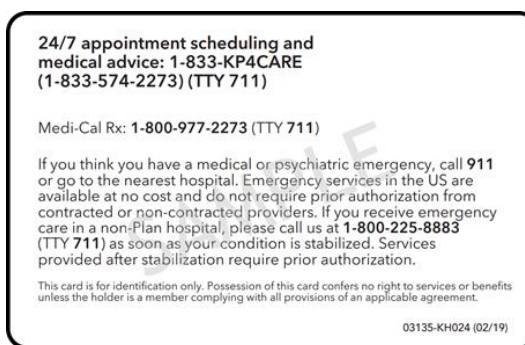 24/7 appointment scheduling and
medical advice: 1-833-KP4CARE
(1-833-574-2273) (TTY 711)
Medi-Cal Rx: 1-800-977-2273 (TTY 711)
If you think you have a medical or psychiatric emergency, call 911
or go to the nearest hospital. Emergency services in the US are
available at no cost and do not require prior authorization from
contracted or non-contracted providers. If you receive emergency
care in a non-Plan hospital, please call us at 1-800-225-8883
(TTY 711) as soon as your condition is stabilized. Services
provided after stabilization require prior authorization.
This card is for identification only. Possession of this card confers no right to services or benefits
unless the holder is a member complying with all provisions of an applicable agreement.
03135-KH024 (02/19)
SAMPLE